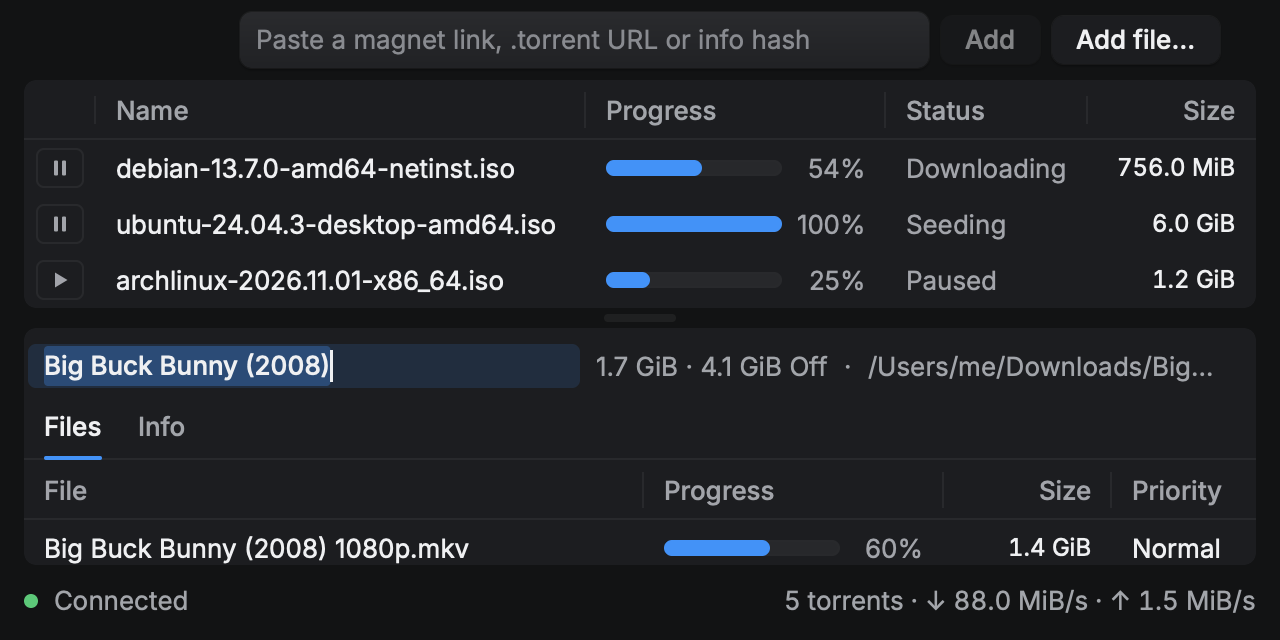 Paste a magnet link, .torrent URL or info hash Add Add file...
Name Progress Status Size
debian-13.7.0-amd64-netinst.iso 54% Downloading 756.0 MiB
ubuntu-24.04.3-desktop-amd64.iso 100% Seeding 6.0 GiB
archlinux-2026.11.01-x86_64.iso 25% Paused 1.2 GiB
Big Buck Bunny (2008) 1.7 GiB · 4.1 GiB Off · /Users/me/Downloads/Big...
Files Info
File Progress Size Priority
Big Buck Bunny (2008) 1080p.mkv 60% 1.4 GiB Normal
Connected 5 torrents · ↓ 88.0 MiB/s · ↑ 1.5 MiB/s